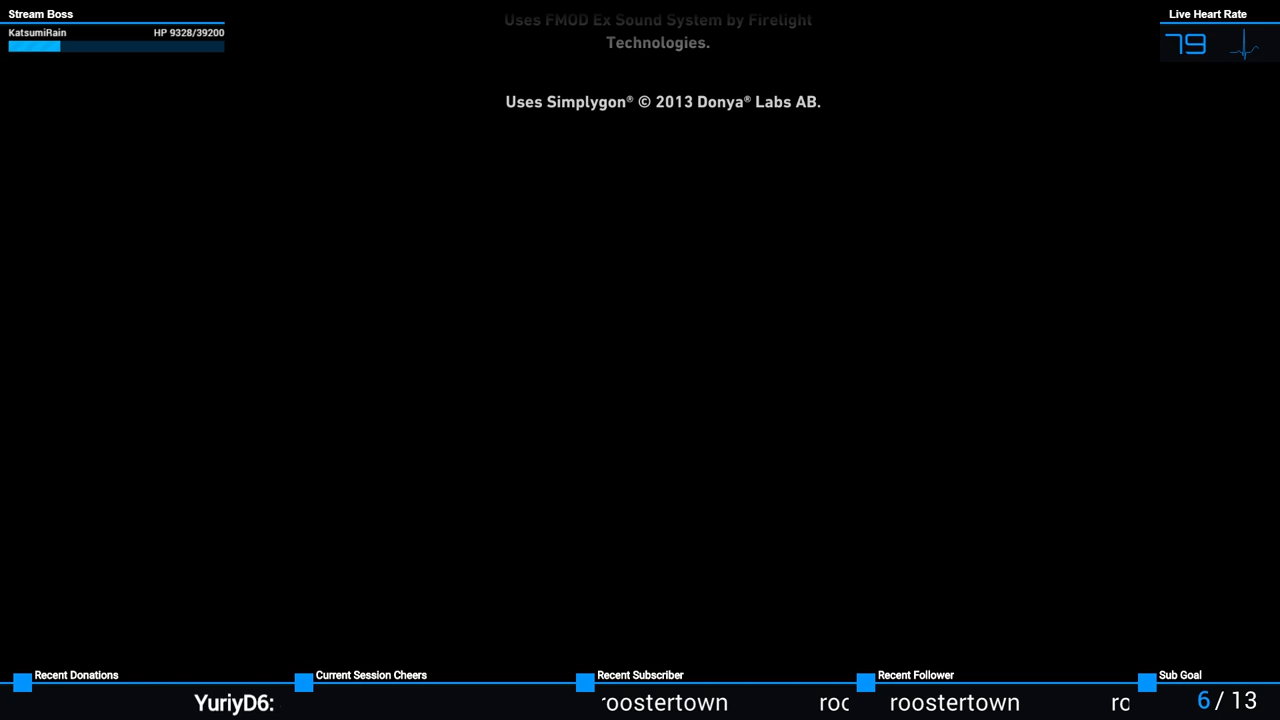 Stream Boss
KatsumiRain HP 9328/39200
Uses FMOD Ex Sound System by Firelight
Technologies.
Uses Simplygon® © 2013 Donya® Labs AB.
Live Heart Rate
79
Recent Donations
YuriyD6:
Current Session Cheers
Recent Subscriber
roostertown
Recent Follower
roostertown
Sub Goal
6 / 13